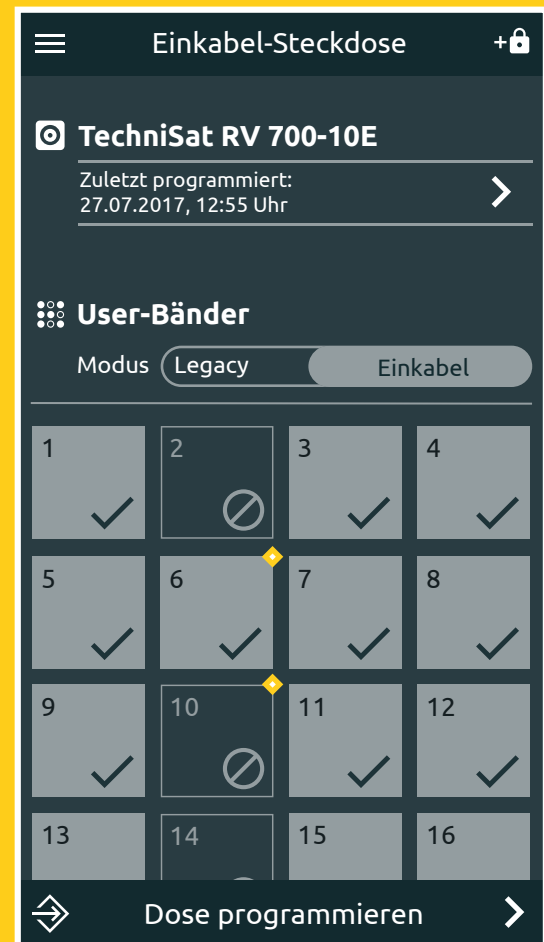 Einkabel-Steckdose +
TechniSat RV 700-10E
Zuletzt programmiert:
27.07.2017, 12:55 Uhr
User-Bänder
Modus Legacy Einkabel
1 2 3 4
5 6 7 8
9 10 11 12
13 14 15 16
Dose programmieren